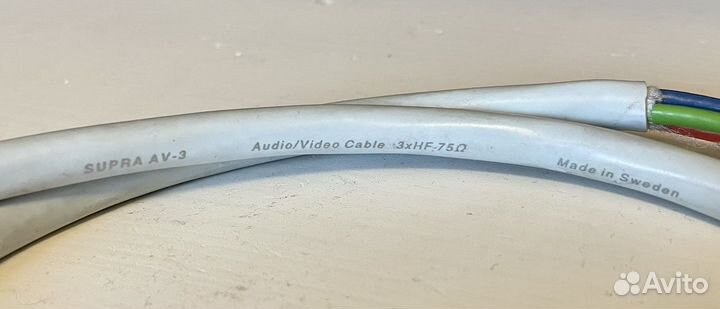 SUPRA AV-3 Audio/Video Cable 3xHF-75Ω Made in Sweden
Avito